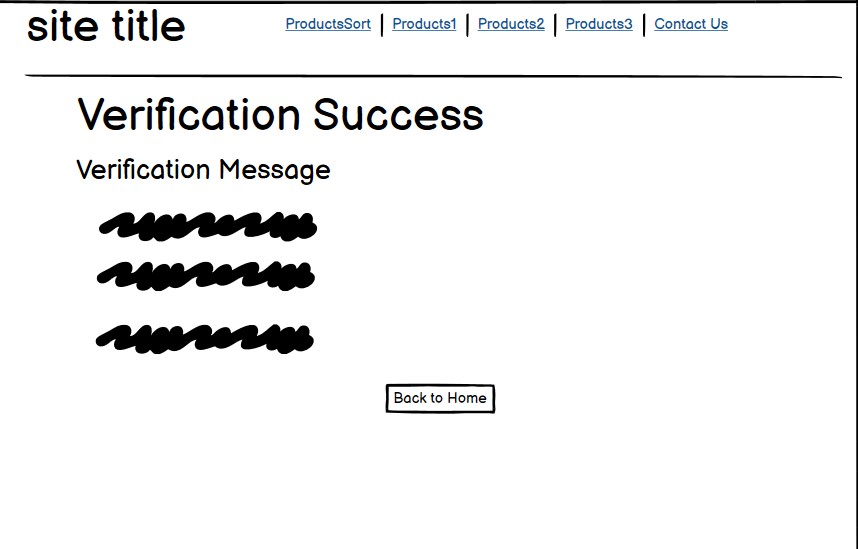 site title
ProductsSort | Products1 | Products2 | Products3 | Contact Us
Verification Success
Verification Message
Back to Home